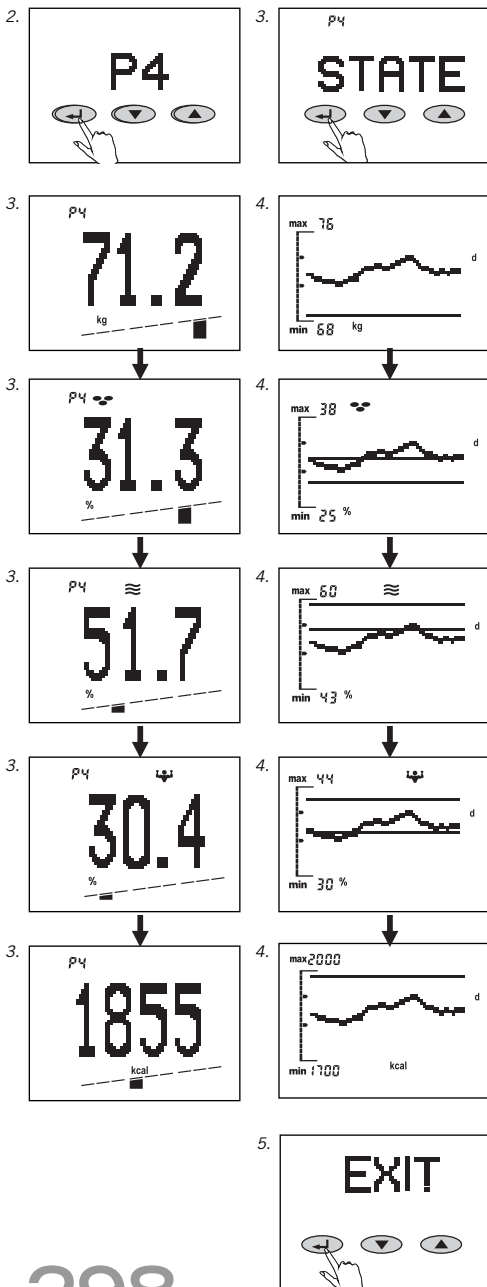 2.
P4
3.
P4
STATE
3.
P4
71.2
kg
4.
max 76
d
min 68 kg
3.
P4
31.3
%
4.
max 38
d
min 25 %
3.
P4
51.7
%
4.
max 60
d
min 43 %
3.
P4
30.4
%
4.
max 44
d
min 30 %
3.
P4
1855
kcal
4.
max 2000
d
min 1700 kcal
5.
EXIT
298